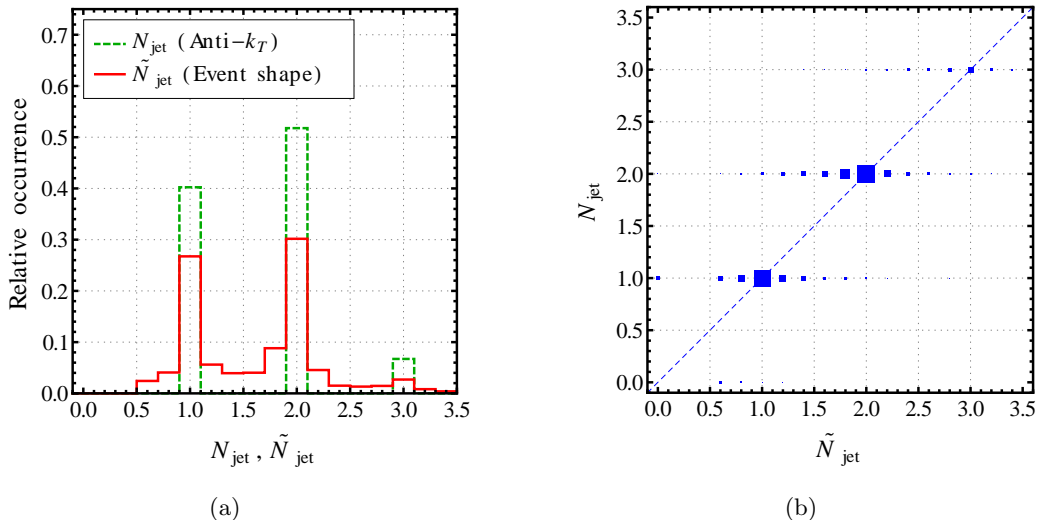 N_jet (Anti−k_T)
Ñ_jet (Event shape)
Relative occurrence
0.7
0.6
0.5
0.4
0.3
0.2
0.1
0.0
0.0 0.5 1.0 1.5 2.0 2.5 3.0 3.5
N_jet , Ñ_jet
(a)
N_jet
3.5
3.0
2.5
2.0
1.5
1.0
0.5
0.0
0.0 0.5 1.0 1.5 2.0 2.5 3.0 3.5
Ñ_jet
(b)